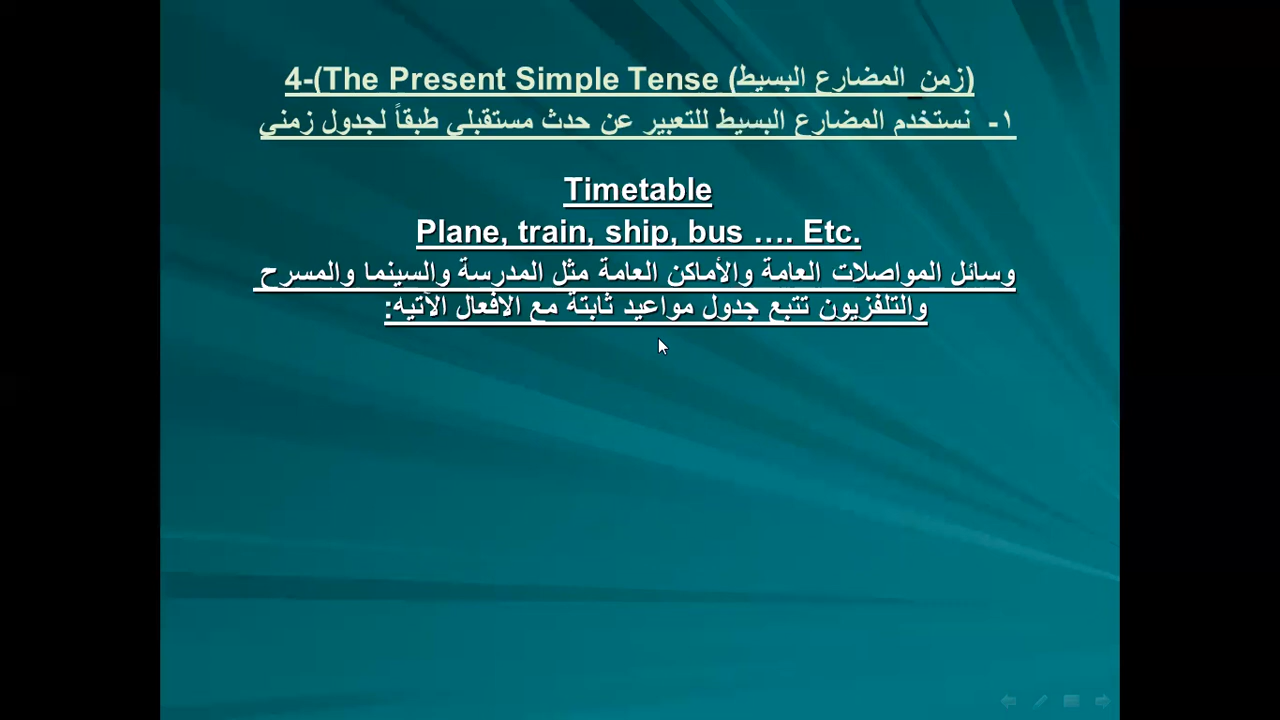 4-(The Present Simple Tense (زمن المضارع البسيط)
١- نستخدم المضارع البسيط للتعبير عن حدث مستقبلي طبقاً لجدول زمني
Timetable
Plane, train, ship, bus …. Etc.
وسائل المواصلات العامة والأماكن العامة مثل المدرسة والسينما والمسرح
والتلفزيون تتبع جدول مواعيد ثابتة مع الافعال الآتيه: